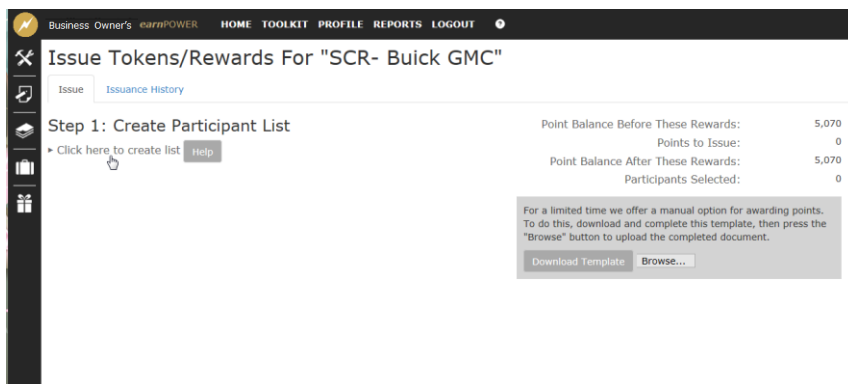 Business Owner's earnPOWER HOME TOOLKIT PROFILE REPORTS LOGOUT ?
Issue Tokens/Rewards For "SCR- Buick GMC"
Issue Issuance History
Step 1: Create Participant List
▸ Click here to create list Help
Point Balance Before These Rewards: 5,070
Points to Issue: 0
Point Balance After These Rewards: 5,070
Participants Selected: 0
For a limited time we offer a manual option for awarding points.
To do this, download and complete this template, then press the
"Browse" button to upload the completed document.
Download Template Browse...